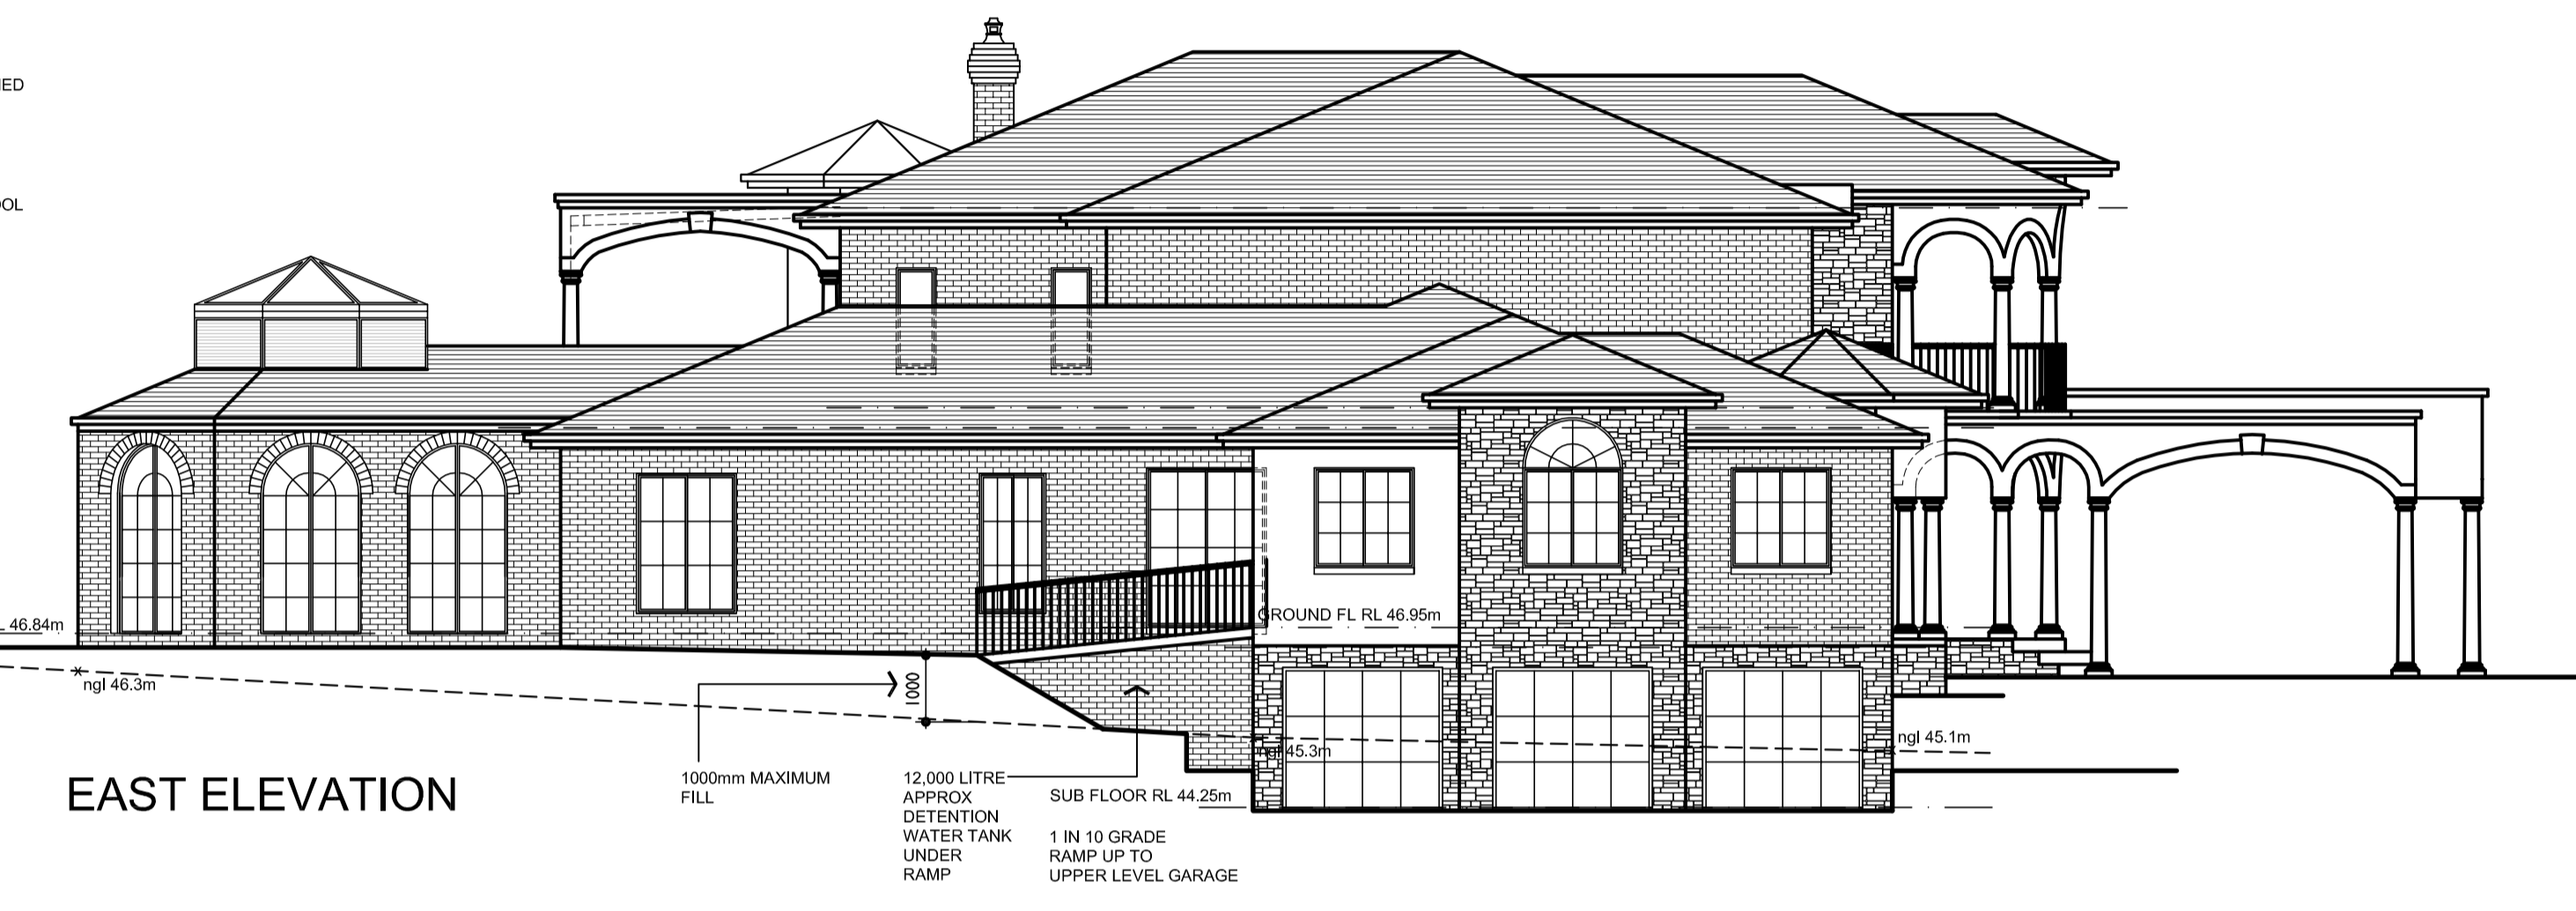 L 46.84m
ngl 46.3m
GROUND FL RL 46.95m
1000
ngl 45.3m
ngl 45.1m
EAST ELEVATION
1000mm MAXIMUM
FILL
12,000 LITRE
APPROX
DETENTION
WATER TANK
UNDER
RAMP
SUB FLOOR RL 44.25m
1 IN 10 GRADE
RAMP UP TO
UPPER LEVEL GARAGE